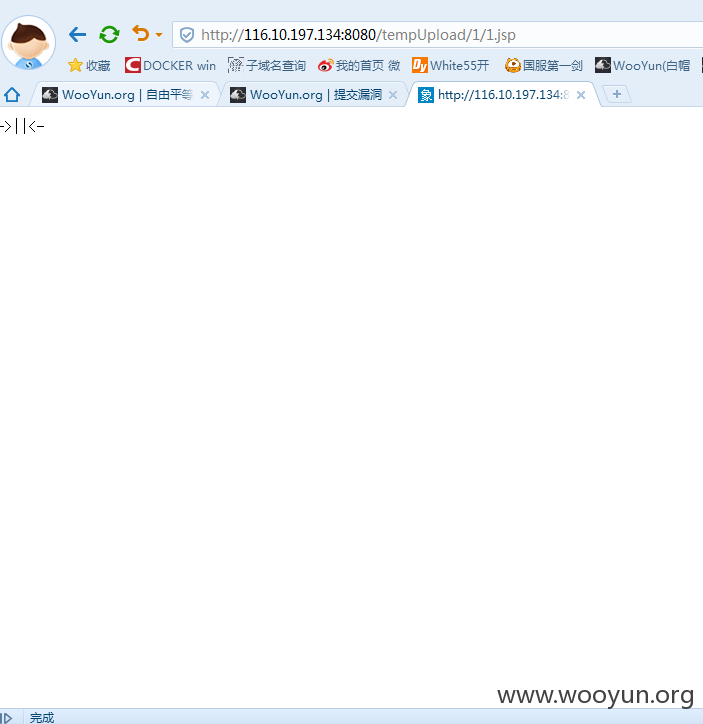 http://116.10.197.134:8080/tempUpload/1/1.jsp
收藏 DOCKER win 子域名查询 我的首页 微 White55开 国服第一剑 WooYun(白帽
WooYun.org | 自由平等 WooYun.org | 提交漏洞 http://116.10.197.134:8
->||<-
www.wooyun.org
完成